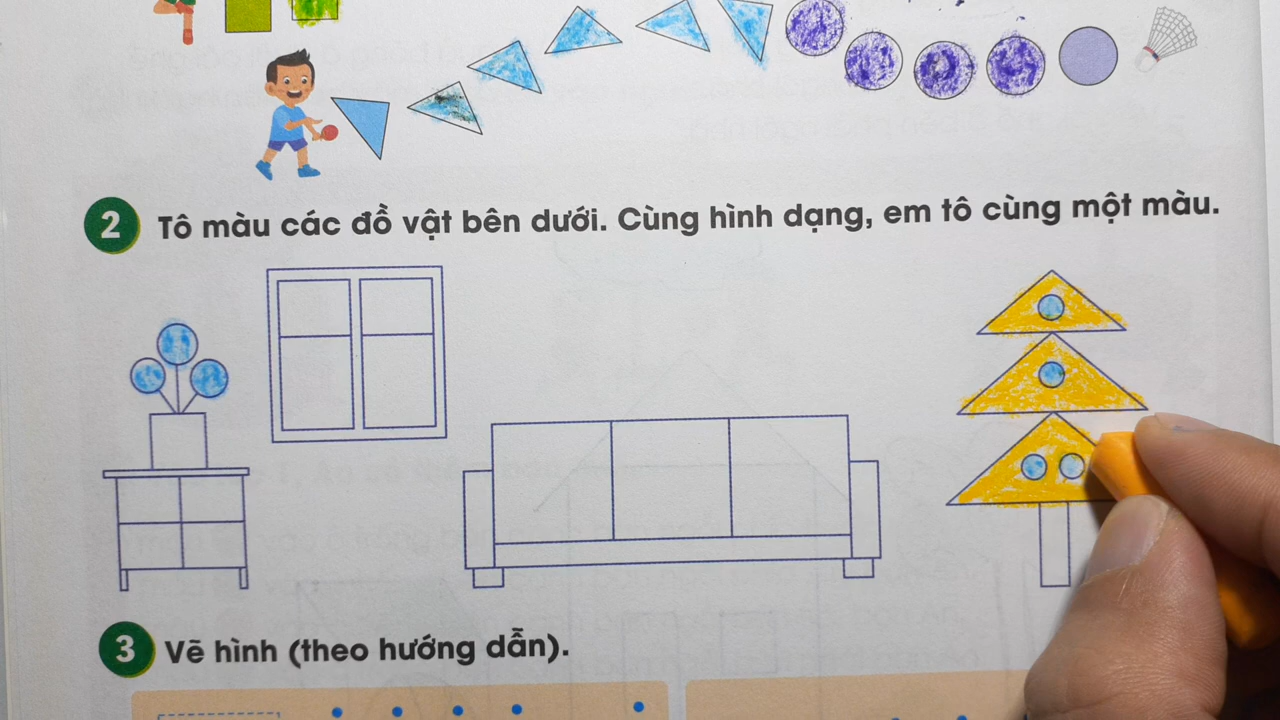 2 Tô màu các đồ vật bên dưới. Cùng hình dạng, em tô cùng một màu.
3 Vẽ hình (theo hướng dẫn).